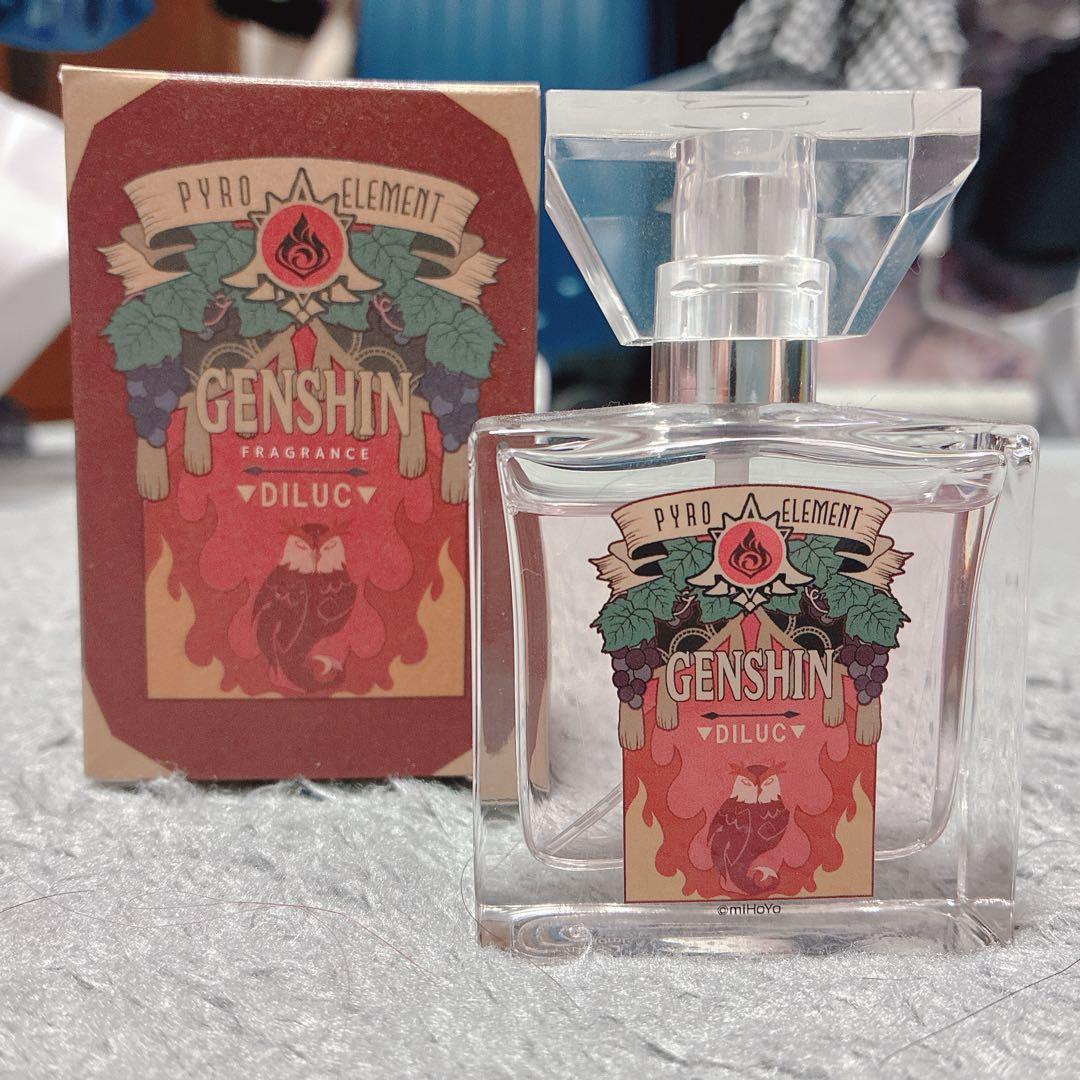 PYRO ELEMENT
GENSHIN
FRAGRANCE
▼DILUC▼
PYRO ELEMENT
GENSHIN
▼DILUC▼
©miHoYo